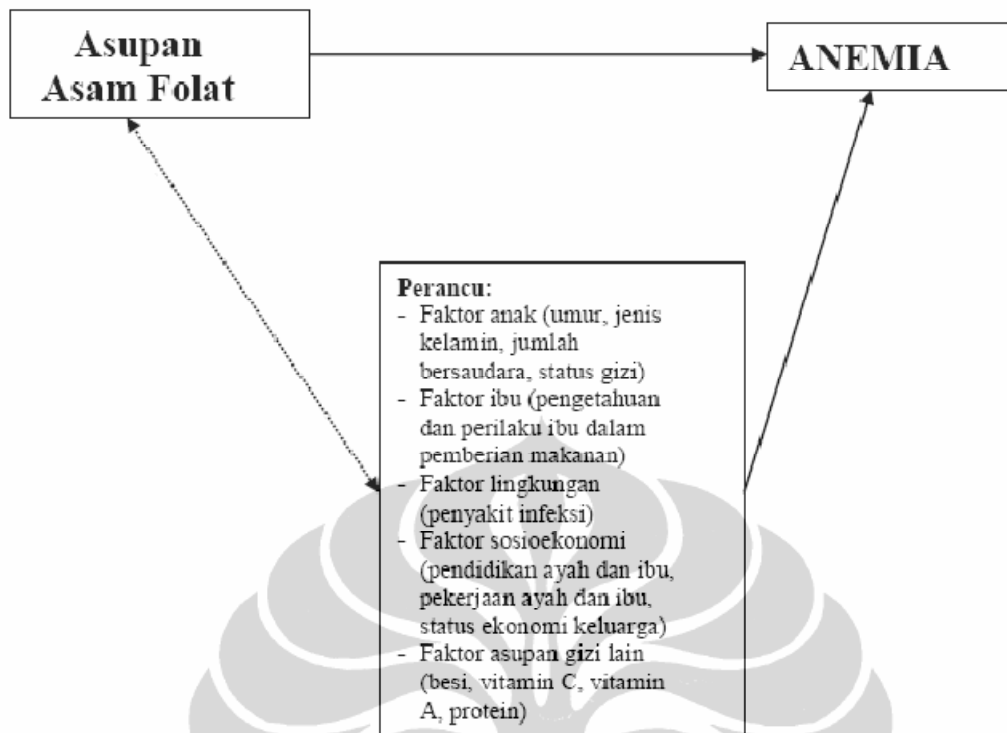 Asupan
Asam Folat
ANEMIA
Perancu:
- Faktor anak (umur, jenis
kelamin, jumlah
bersaudara, status gizi)
- Faktor ibu (pengetahuan
dan perilaku ibu dalam
pemberian makanan)
- Faktor lingkungan
(penyakit infeksi)
- Faktor sosioekonomi
(pendidikan ayah dan ibu,
pekerjaan ayah dan ibu,
status ekonomi keluarga)
- Faktor asupan gizi lain
(besi, vitamin C, vitamin
A, protein)